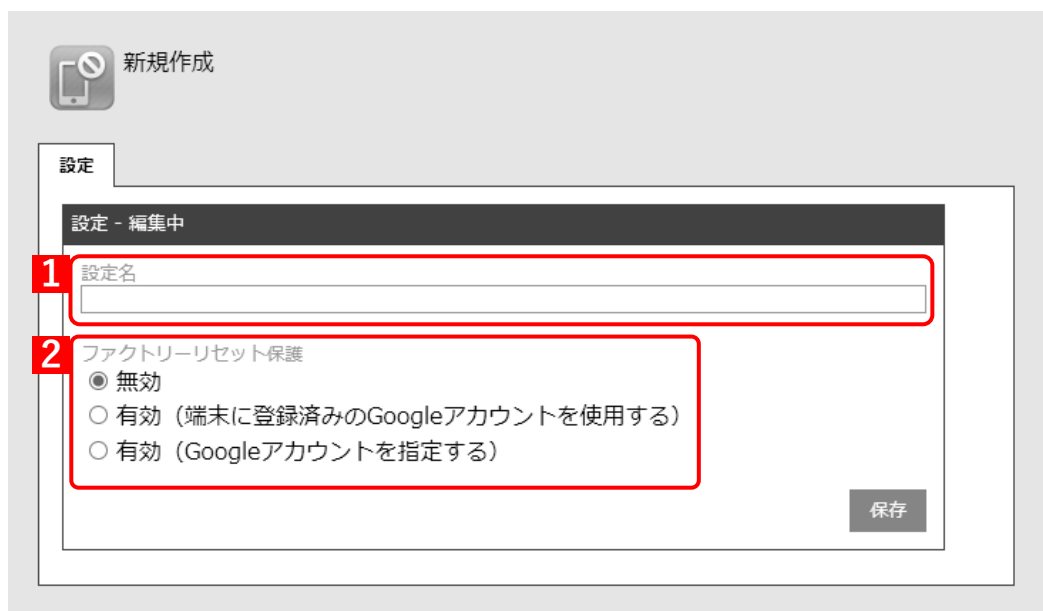 新規作成
設定
設定 - 編集中
1
設定名
2
ファクトリーリセット保護
無効
有効（端末に登録済みのGoogleアカウントを使用する）
有効（Googleアカウントを指定する）
保存